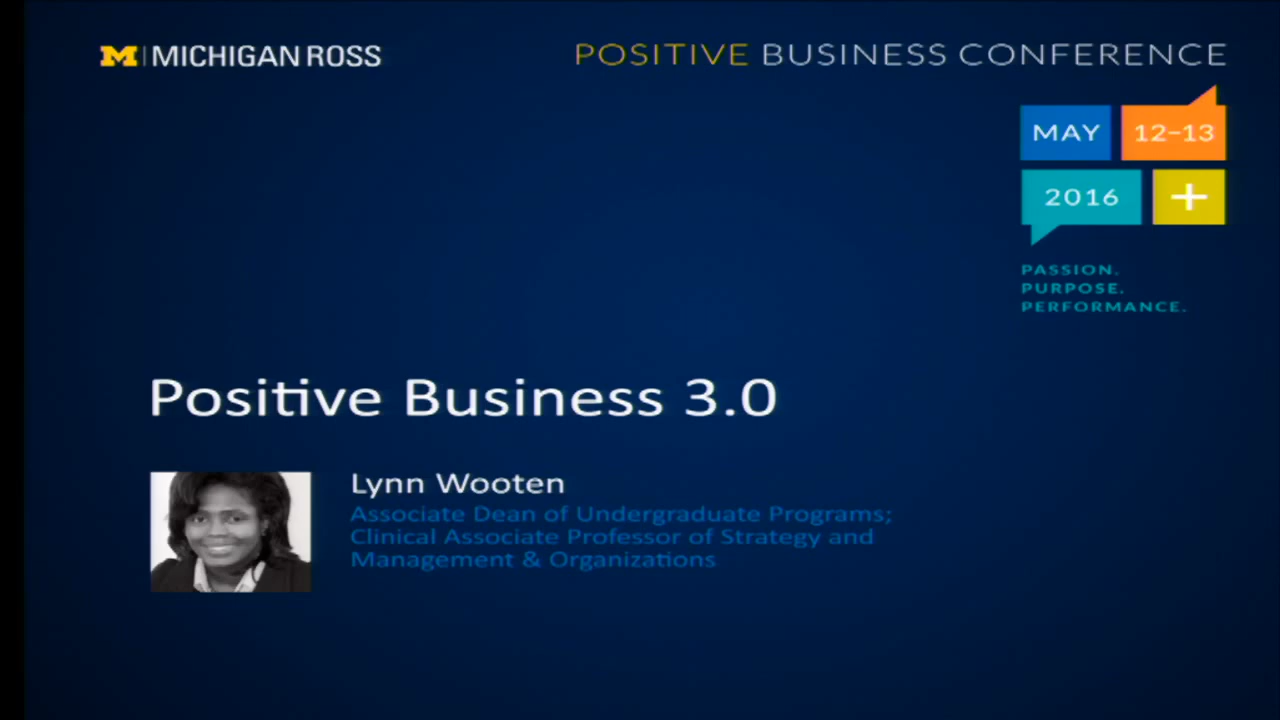 M | MICHIGAN ROSS
POSITIVE BUSINESS CONFERENCE
MAY 12–13
2016 +
PASSION.
PURPOSE.
PERFORMANCE.
Positive Business 3.0
Lynn Wooten
Associate Dean of Undergraduate Programs;
Clinical Associate Professor of Strategy and
Management & Organizations